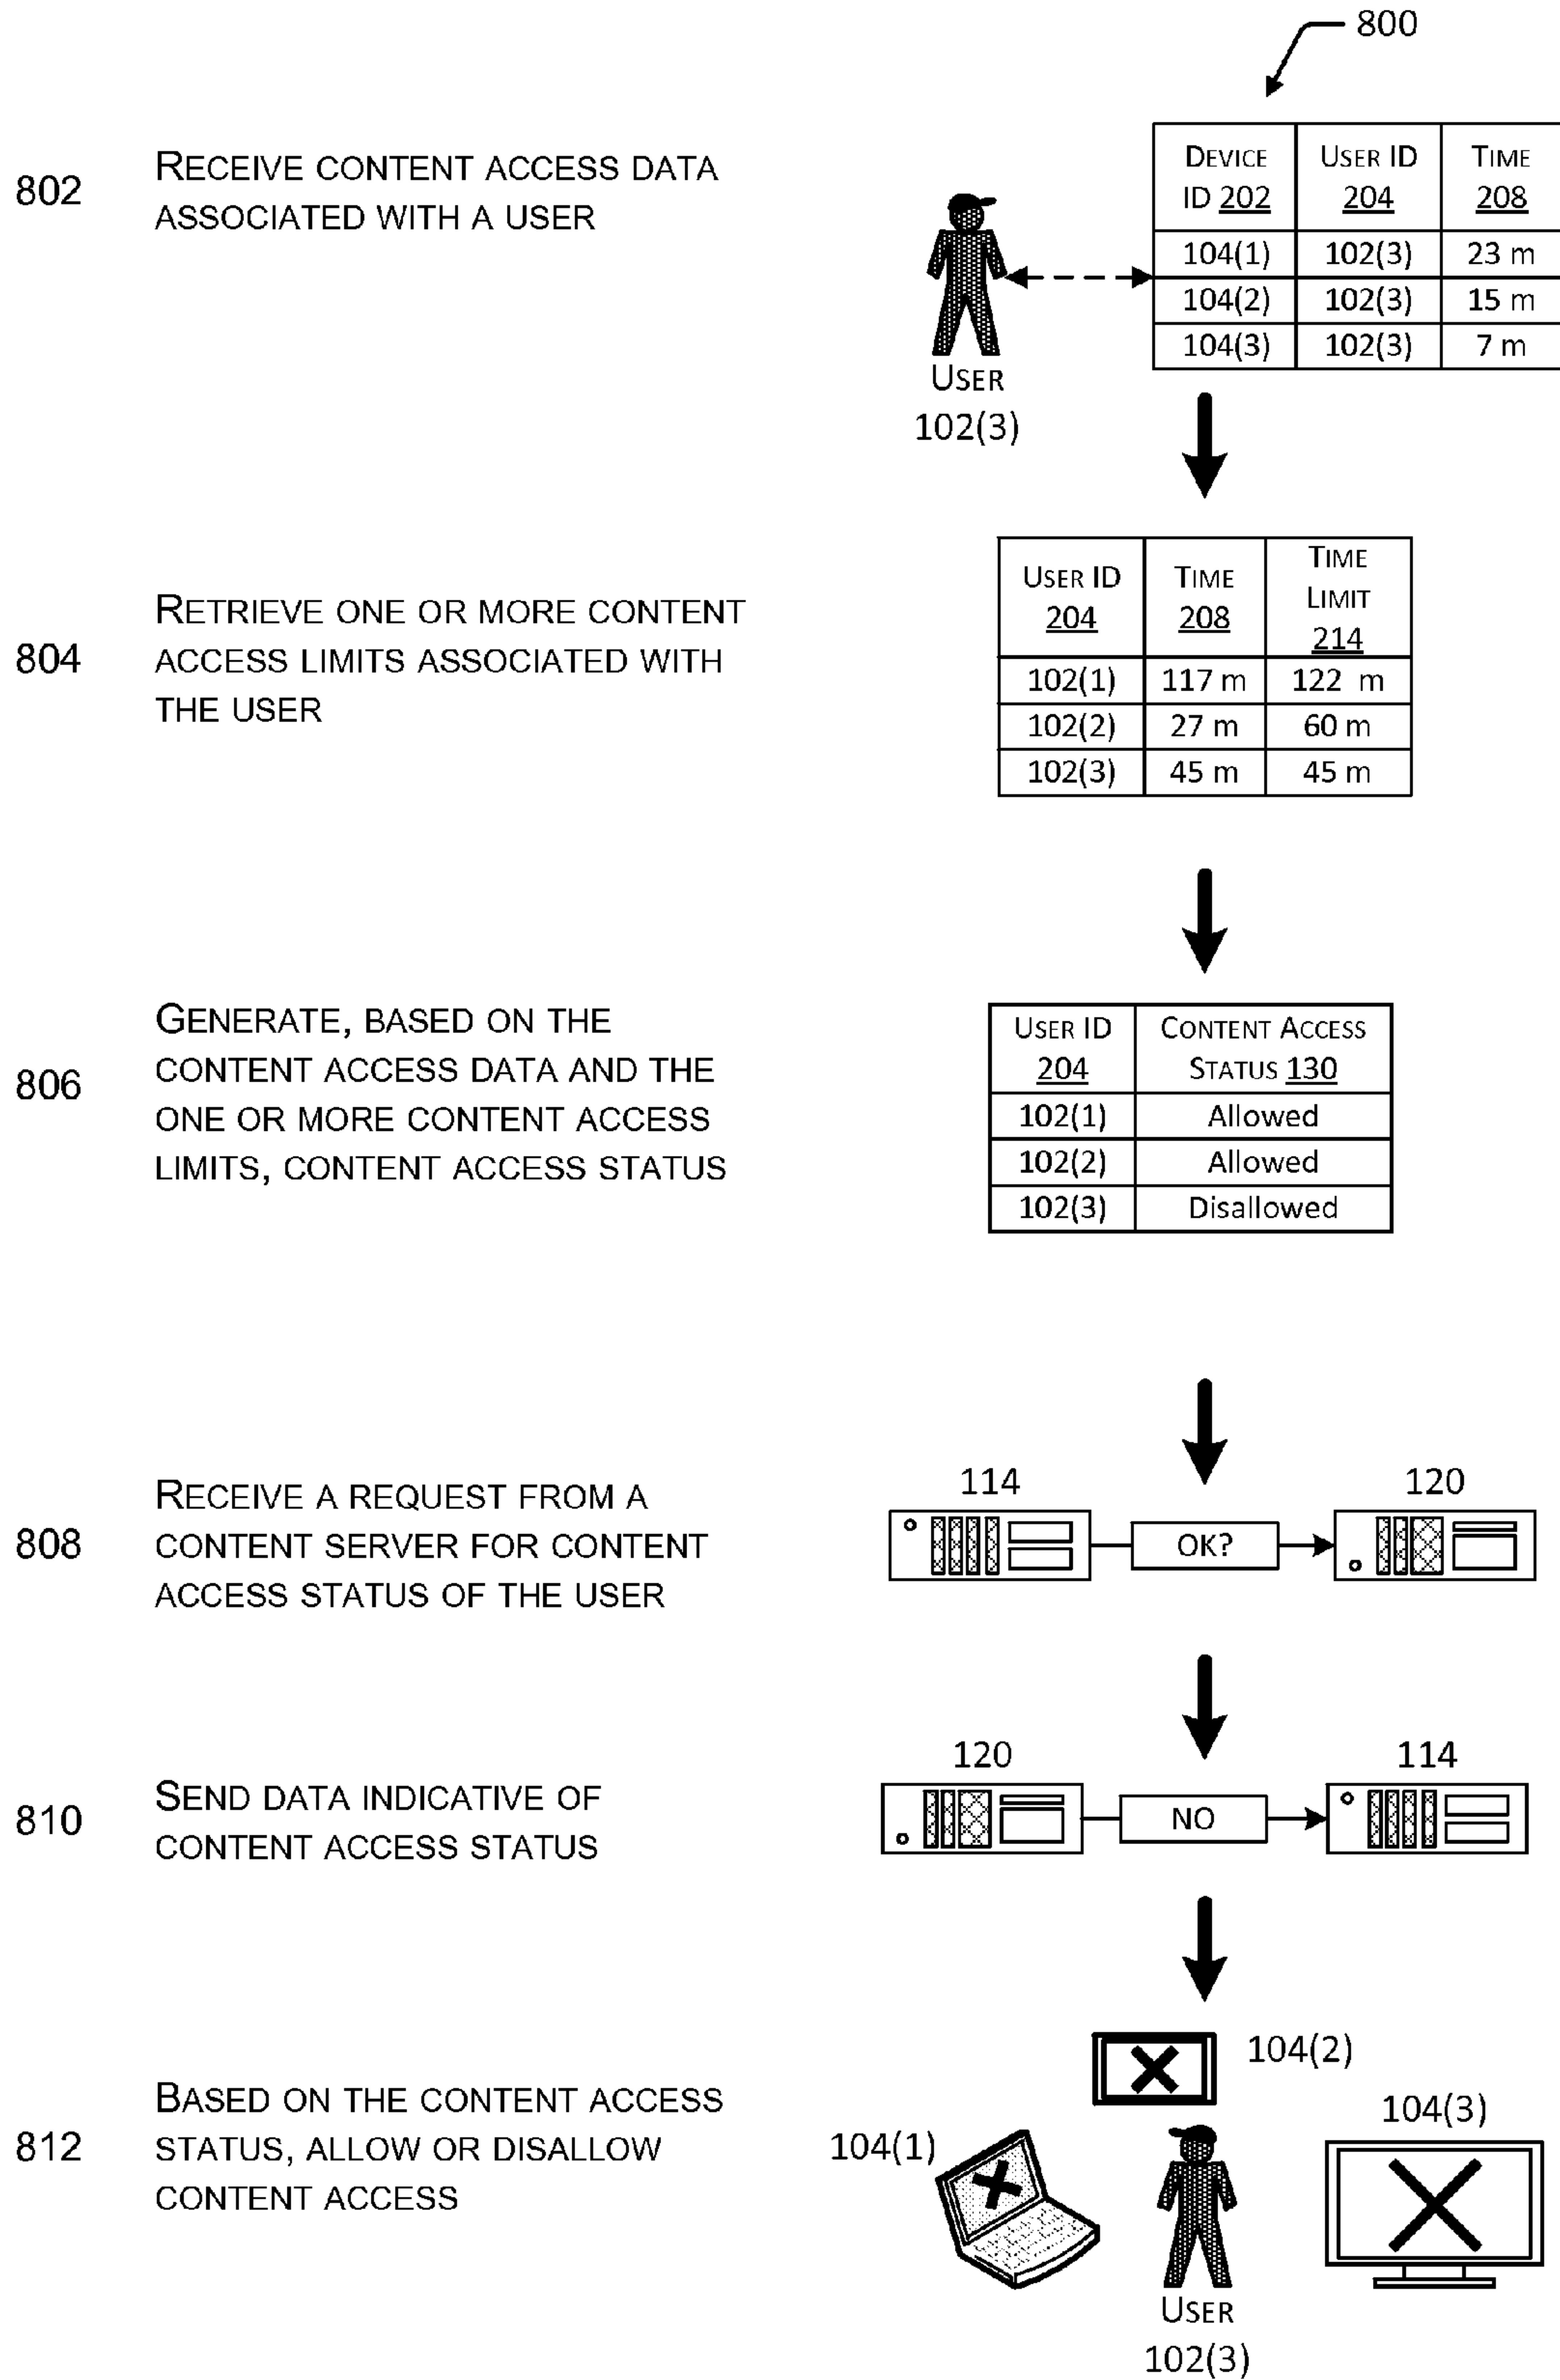 800
802
RECEIVE CONTENT ACCESS DATA
ASSOCIATED WITH A USER
DEVICE ID 202 USER ID 204 TIME 208
104(1) 102(3) 23 m
104(2) 102(3) 15 m
104(3) 102(3) 7 m
USER
102(3)
804
RETRIEVE ONE OR MORE CONTENT
ACCESS LIMITS ASSOCIATED WITH
THE USER
USER ID 204 TIME 208 TIME LIMIT 214
102(1) 117 m 122 m
102(2) 27 m 60 m
102(3) 45 m 45 m
806
GENERATE, BASED ON THE
CONTENT ACCESS DATA AND THE
ONE OR MORE CONTENT ACCESS
LIMITS, CONTENT ACCESS STATUS
USER ID 204 CONTENT ACCESS STATUS 130
102(1) Allowed
102(2) Allowed
102(3) Disallowed
808
RECEIVE A REQUEST FROM A
CONTENT SERVER FOR CONTENT
ACCESS STATUS OF THE USER
114 120
OK?
810
SEND DATA INDICATIVE OF
CONTENT ACCESS STATUS
120 114
NO
812
BASED ON THE CONTENT ACCESS
STATUS, ALLOW OR DISALLOW
CONTENT ACCESS
104(2)
104(3)
104(1)
USER
102(3)